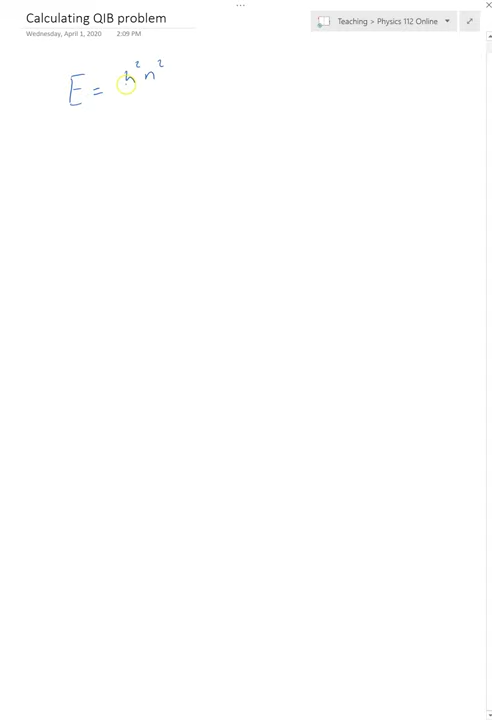 Calculating QIB problem
Wednesday, April 1, 2020 2:09 PM
Teaching > Physics 112 Online
E = h² n²